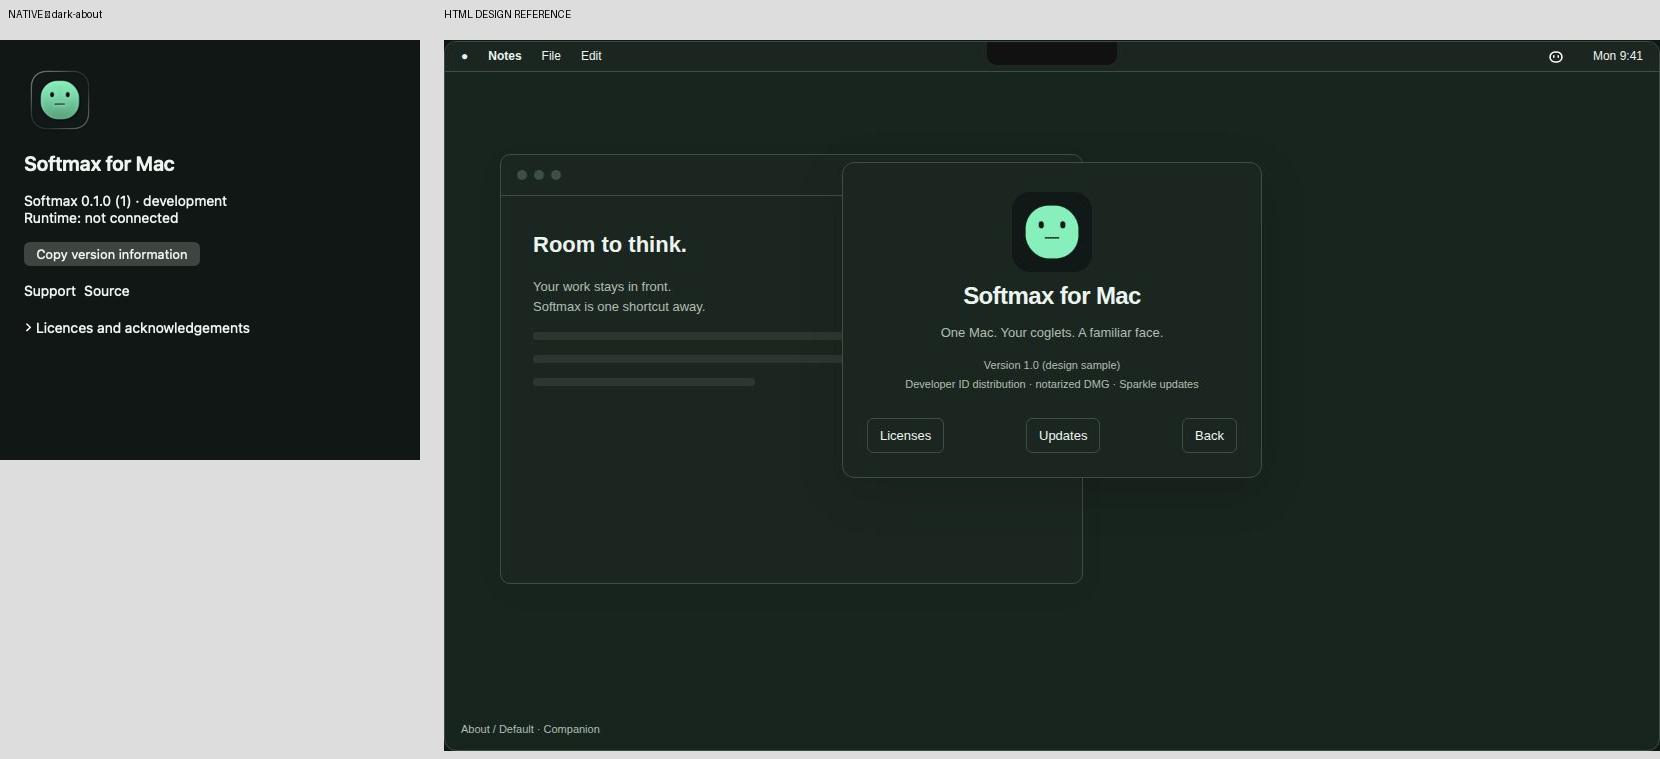 NATIVE dark-about
Softmax for Mac
Softmax 0.1.0 (1) · development
Runtime: not connected
Copy version information
Support Source
Licences and acknowledgements
HTML DESIGN REFERENCE
Notes File Edit
Mon 9:41
Room to think.
Your work stays in front.
Softmax is one shortcut away.
Softmax for Mac
One Mac. Your coglets. A familiar face.
Version 1.0 (design sample)
Developer ID distribution · notarized DMG · Sparkle updates
Licenses Updates Back
About / Default · Companion